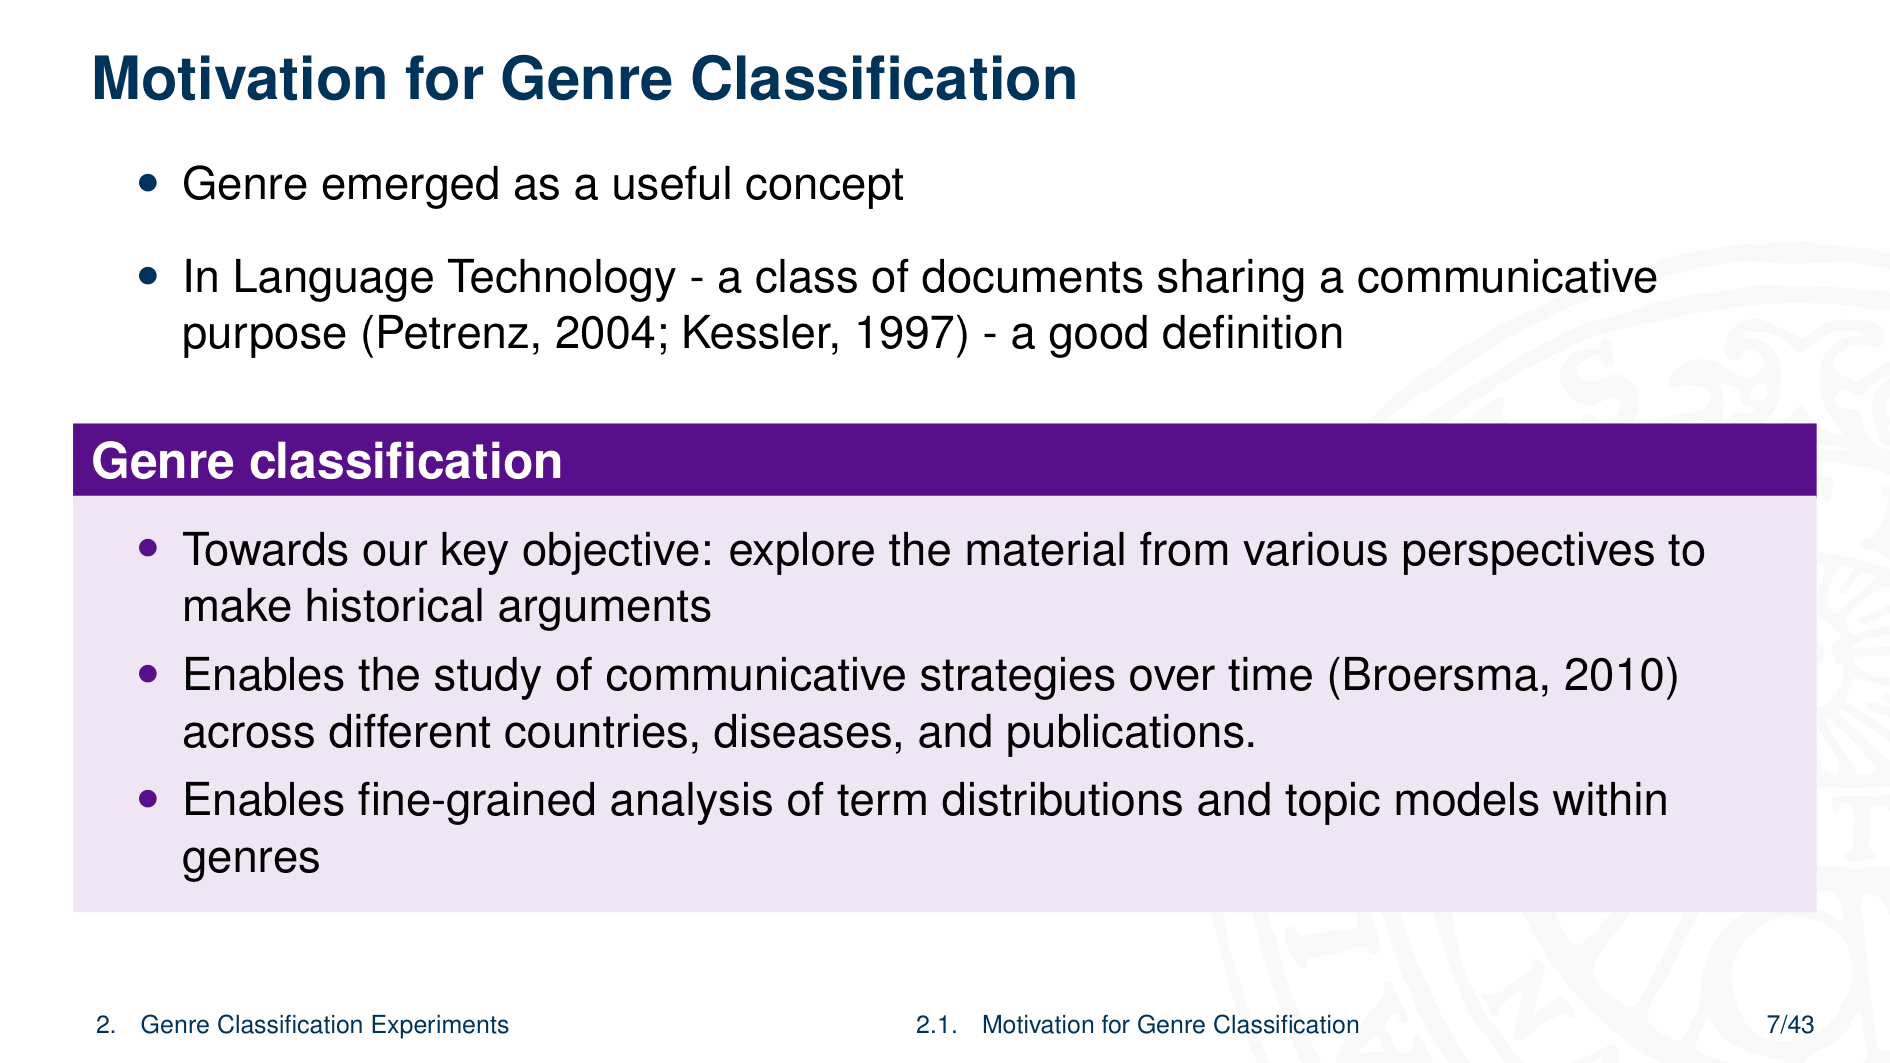 Motivation for Genre Classification
• Genre emerged as a useful concept
• In Language Technology - a class of documents sharing a communicative
purpose (Petrenz, 2004; Kessler, 1997) - a good definition
Genre classification
• Towards our key objective: explore the material from various perspectives to
make historical arguments
• Enables the study of communicative strategies over time (Broersma, 2010)
across different countries, diseases, and publications.
• Enables fine-grained analysis of term distributions and topic models within
genres
2. Genre Classification Experiments
2.1. Motivation for Genre Classification
7/43